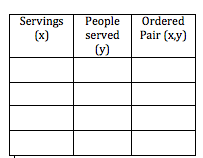 Servings People Ordered
(x) served Pair (x,y)
(y)